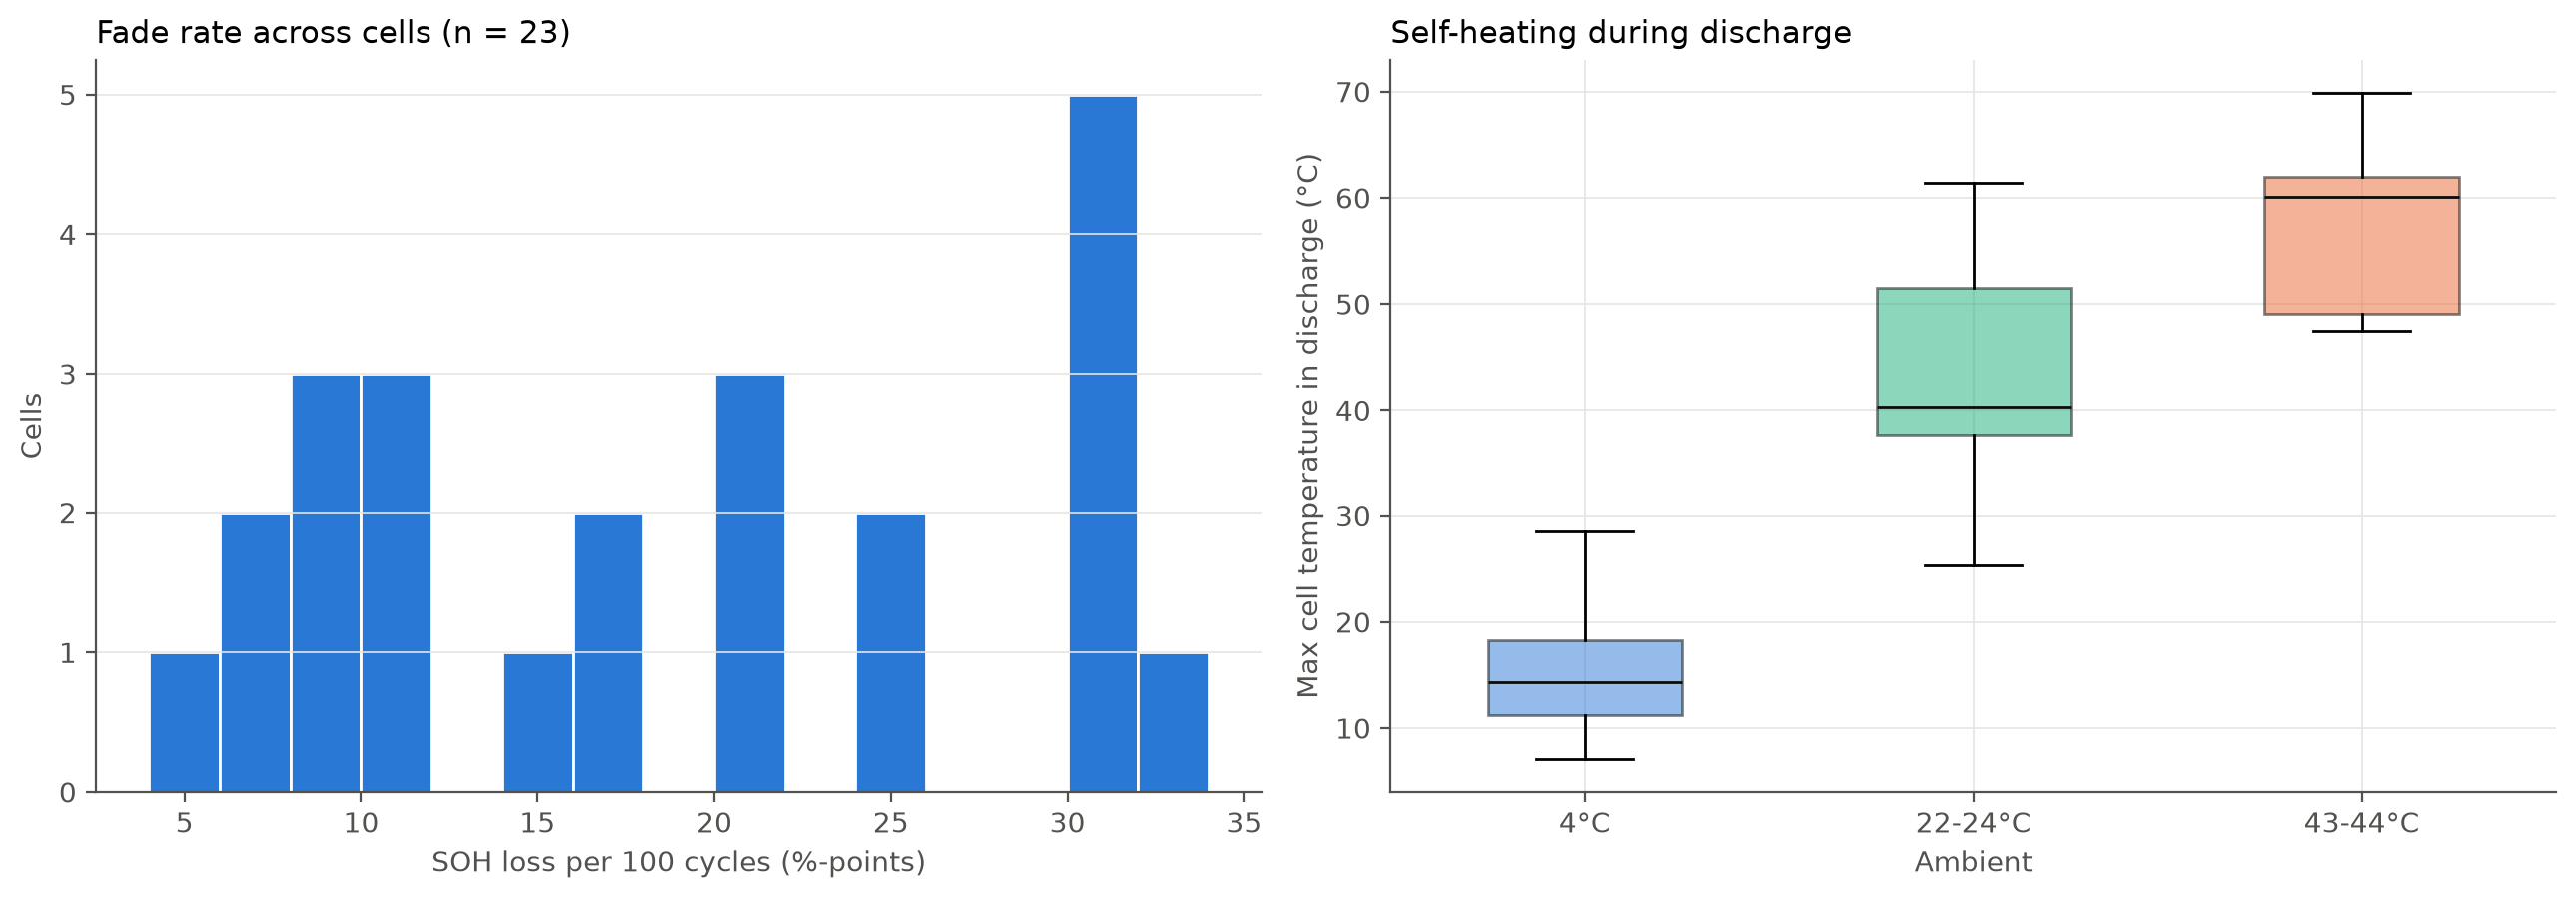 Fade rate across cells (n = 23)
Cells
5
4
3
2
1
0
5 10 15 20 25 30 35
SOH loss per 100 cycles (%-points)
Self-heating during discharge
Max cell temperature in discharge (°C)
70
60
50
40
30
20
10
4°C 22-24°C 43-44°C
Ambient